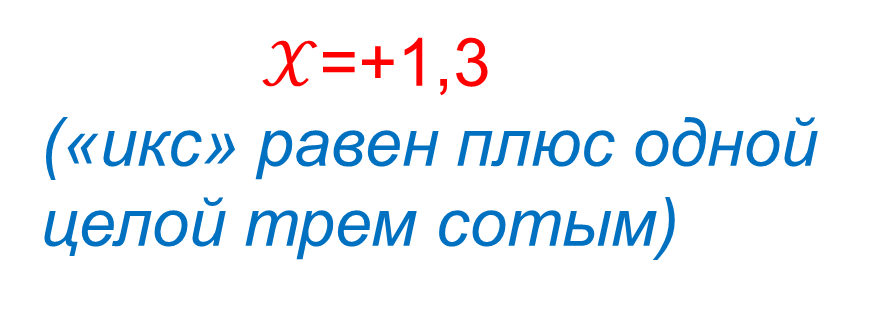 𝒳=+1,3
(«икс» равен плюс одной
целой трем сотым)